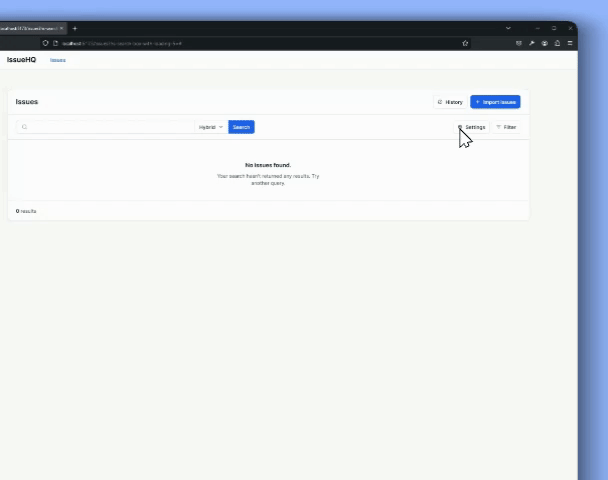 IssueHQ Issues
Issues
History
+ Import Issues
Hybrid
Search
Settings
Filter
No issues found.
Your search hasn't returned any results. Try
another query.
0 results